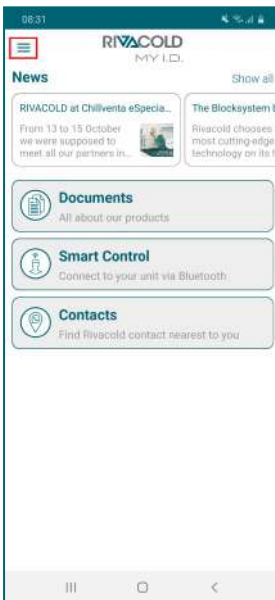 08:31
RIVACOLD
MY I.D.
News
Show all
RIVACOLD at Chillventa eSpecia...
From 13 to 15 October
we were supposed to
meet all our partners in...
The Blocksystem
Rivacold chooses
most cutting-edge
technology on its
Documents
All about our products
Smart Control
Connect to your unit via Bluetooth
Contacts
Find Rivacold contact nearest to you